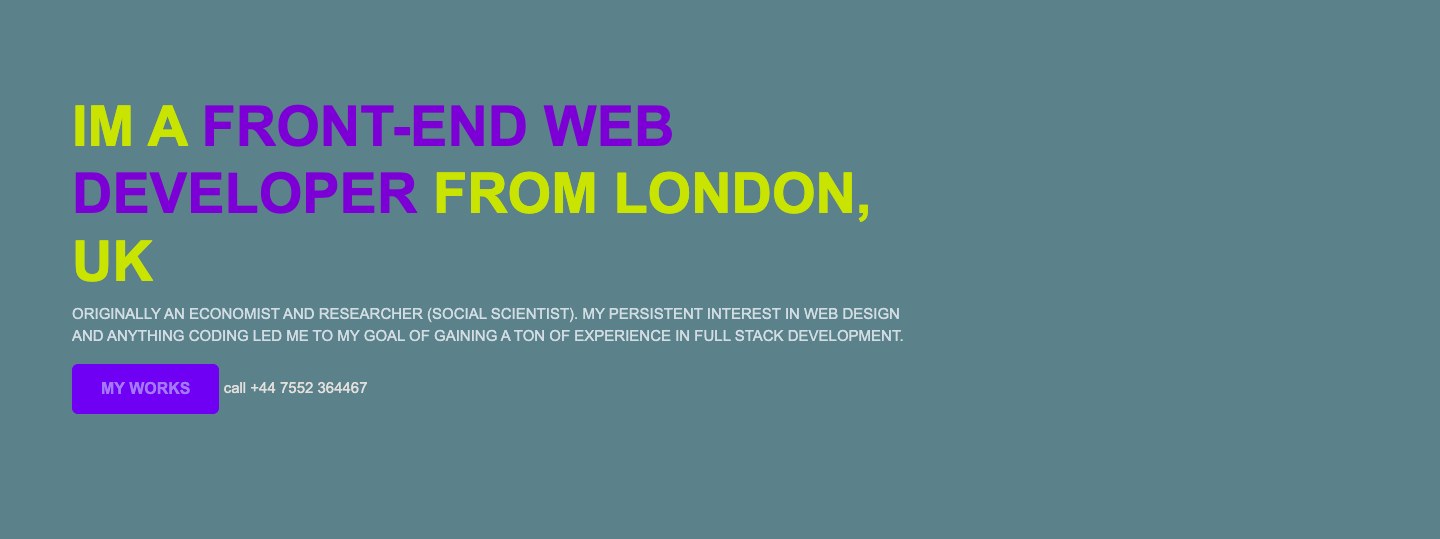 IM A FRONT-END WEB
DEVELOPER FROM LONDON,
UK
ORIGINALLY AN ECONOMIST AND RESEARCHER (SOCIAL SCIENTIST). MY PERSISTENT INTEREST IN WEB DESIGN
AND ANYTHING CODING LED ME TO MY GOAL OF GAINING A TON OF EXPERIENCE IN FULL STACK DEVELOPMENT.
MY WORKS call +44 7552 364467